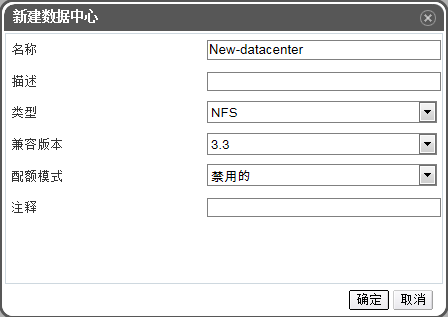 新建数据中心
名称 New-datacenter
描述
类型 NFS
兼容版本 3.3
配额模式 禁用的
注释
确定 取消